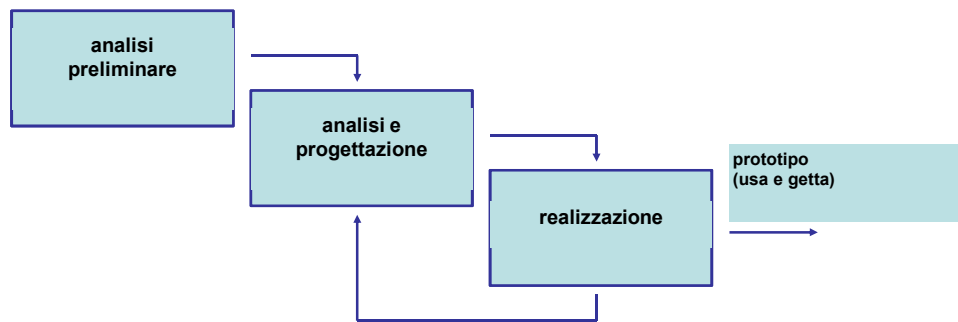 analisi
preliminare
analisi e
progettazione
prototipo
(usa e getta)
realizzazione